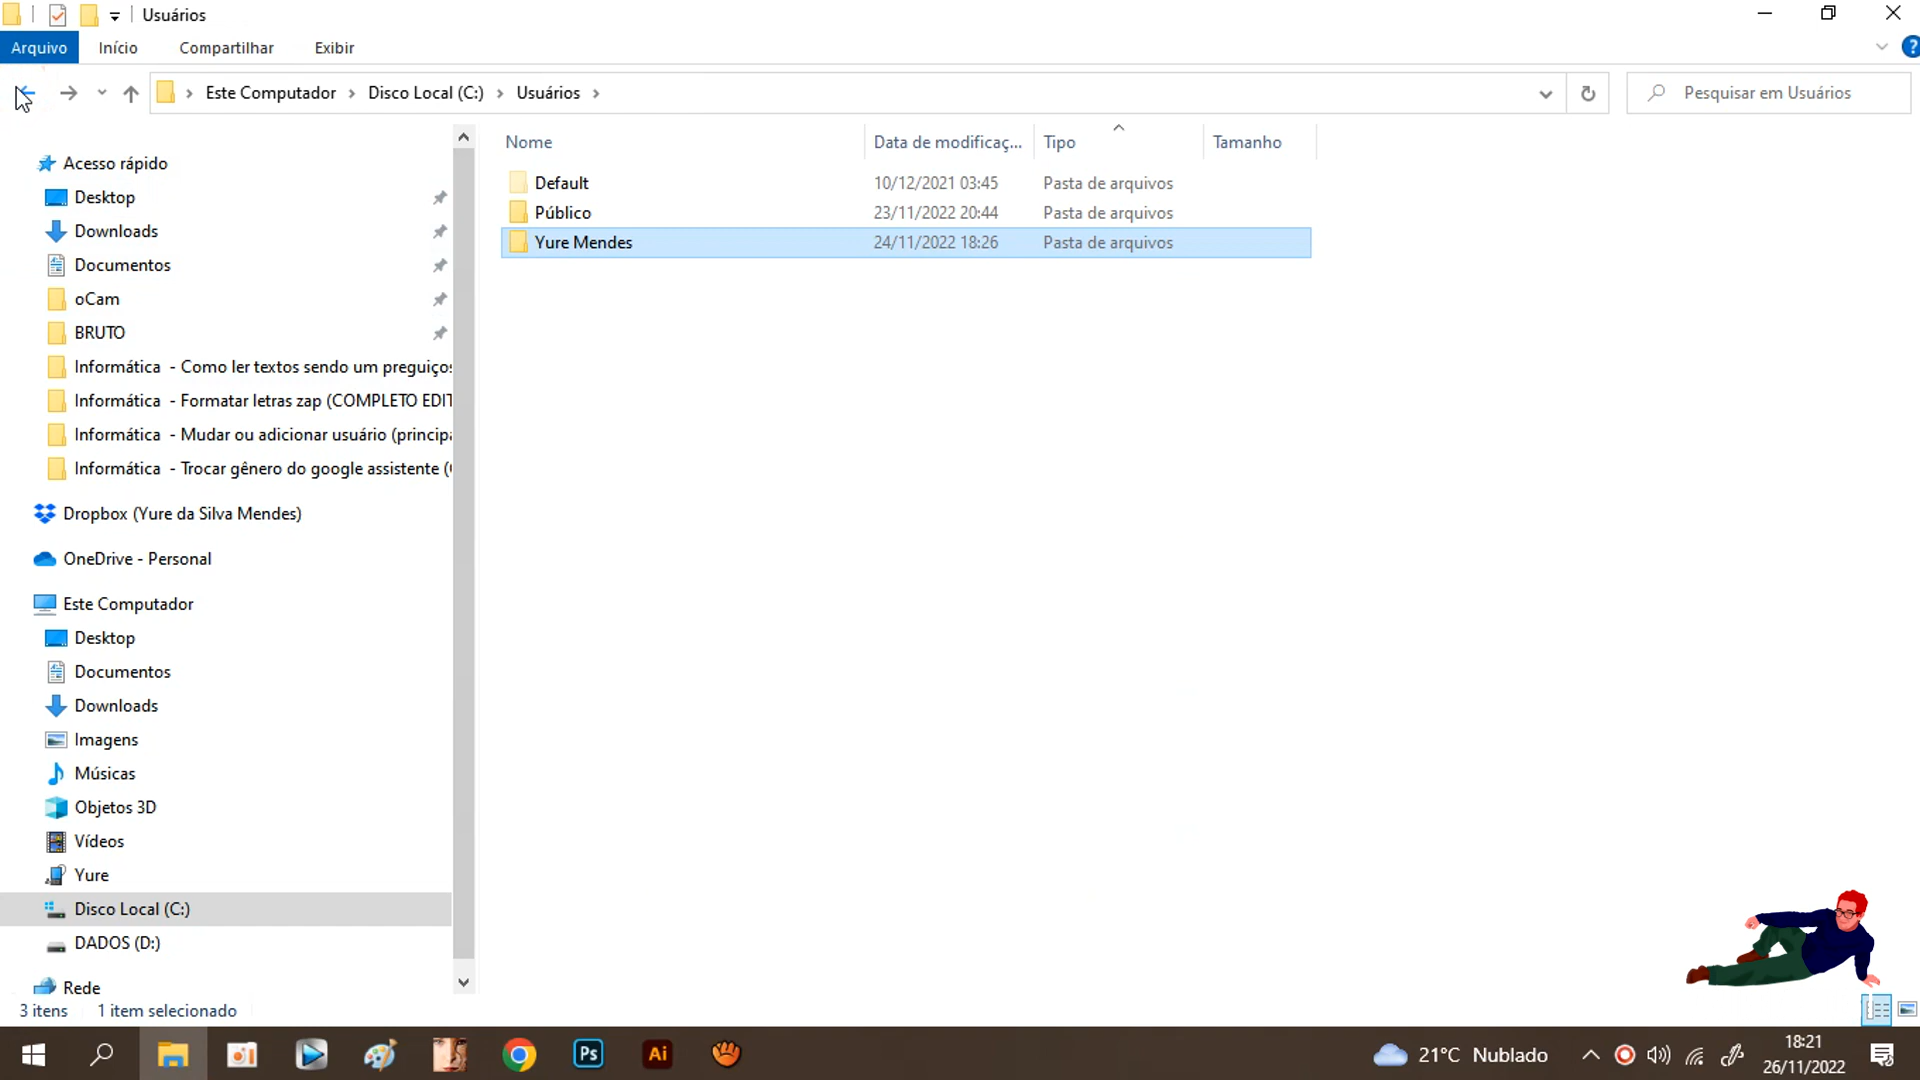 Usuários
Arquivo Início Compartilhar Exibir
Este Computador Disco Local (C:) Usuários
Pesquisar em Usuários
Nome Data de modificaç... Tipo Tamanho
Default 10/12/2021 03:45 Pasta de arquivos
Público 23/11/2022 20:44 Pasta de arquivos
Yure Mendes 24/11/2022 18:26 Pasta de arquivos
Acesso rápido
Desktop
Downloads
Documentos
oCam
BRUTO
Informática - Como ler textos sendo um preguiços
Informática - Formatar letras zap (COMPLETO EDIT
Informática - Mudar ou adicionar usuário (principa
Informática - Trocar gênero do google assistente (
Dropbox (Yure da Silva Mendes)
OneDrive - Personal
Este Computador
Desktop
Documentos
Downloads
Imagens
Músicas
Objetos 3D
Vídeos
Yure
Disco Local (C:)
DADOS (D:)
Rede
3 itens 1 item selecionado
Ps Ai
21°C Nublado
18:21
26/11/2022